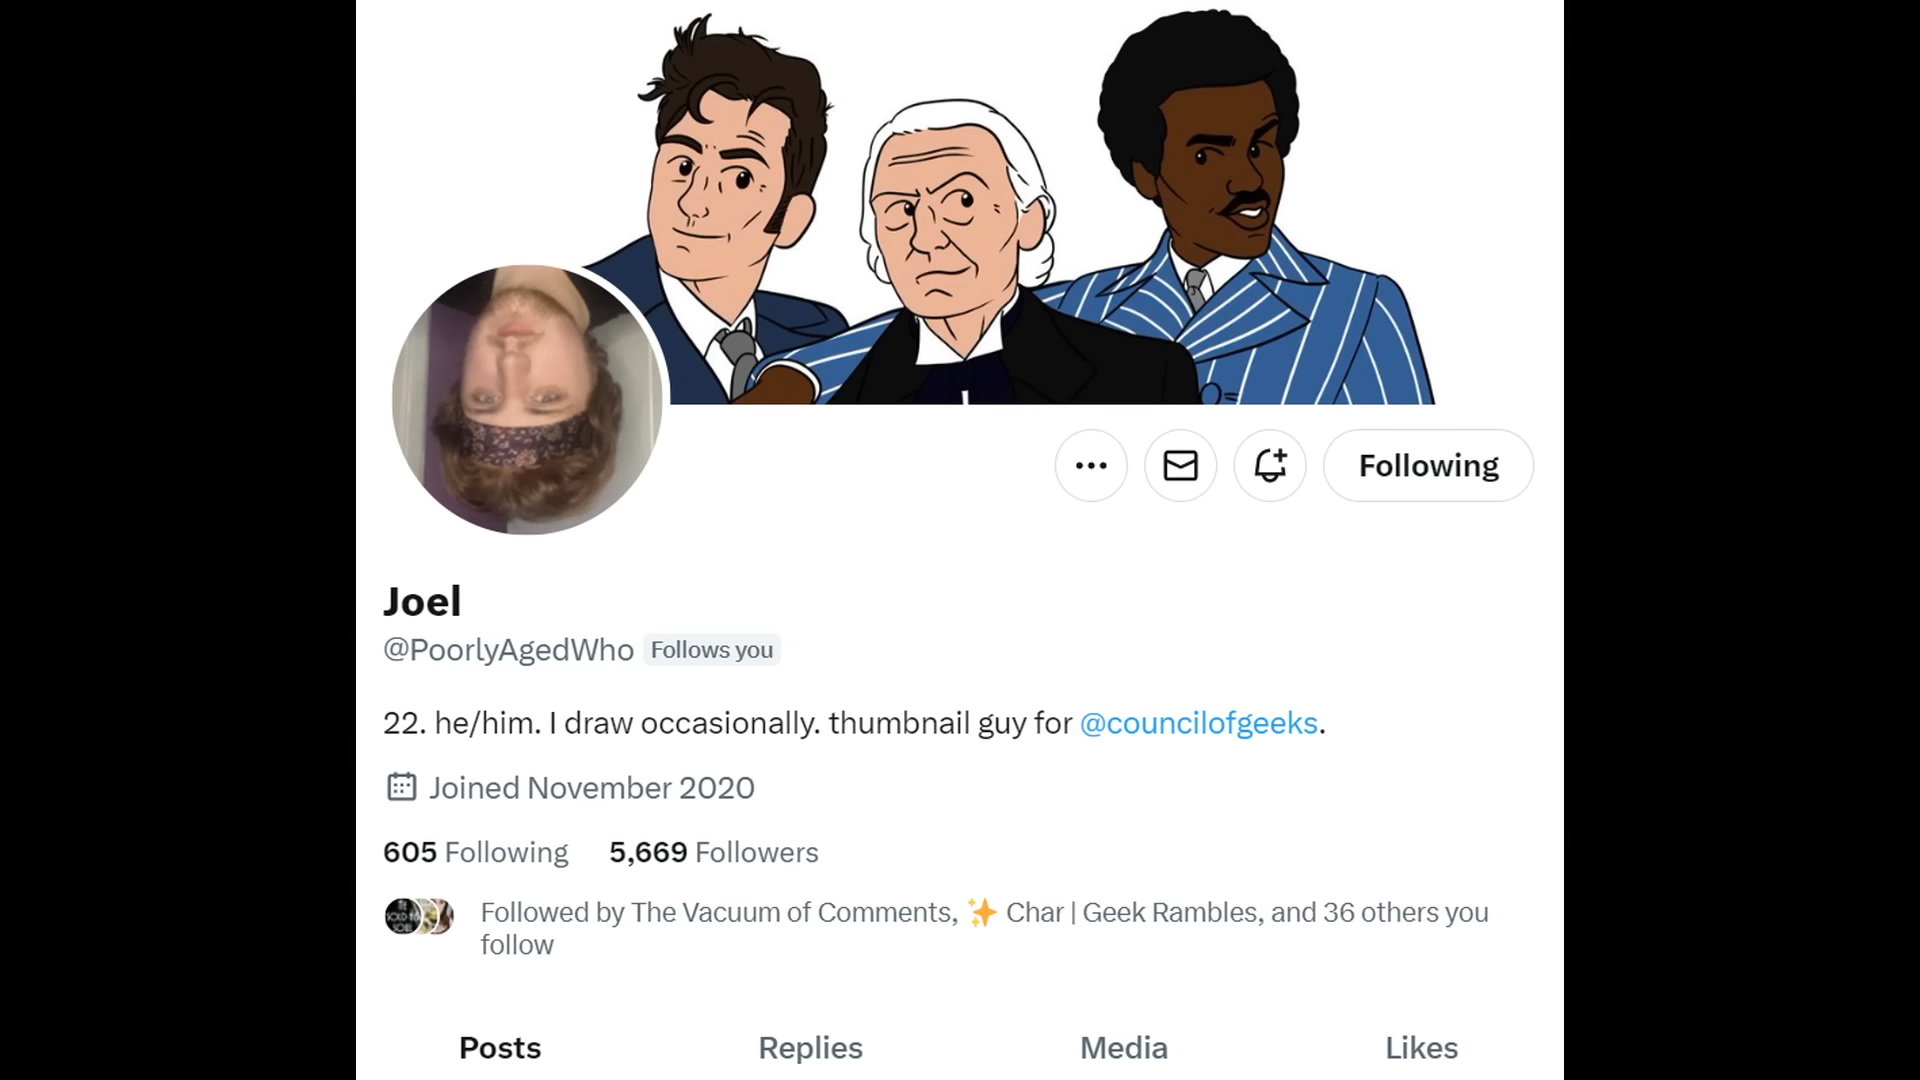 Following
Joel
@PoorlyAgedWho Follows you
22. he/him. I draw occasionally. thumbnail guy for @councilofgeeks.
Joined November 2020
605 Following 5,669 Followers
Followed by The Vacuum of Comments, ✨ Char | Geek Rambles, and 36 others you
follow
Posts Replies Media Likes